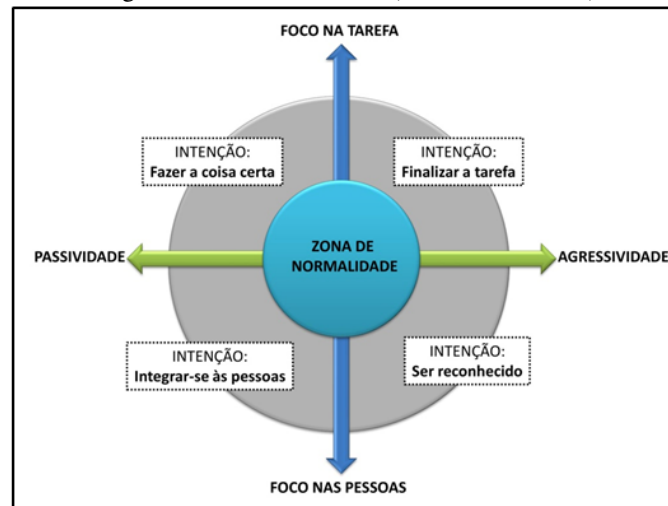 FOCO NA TAREFA
INTENÇÃO:
Fazer a coisa certa
INTENÇÃO:
Finalizar a tarefa
ZONA DE
NORMALIDADE
PASSIVIDADE
AGRESSIVIDADE
INTENÇÃO:
Integrar-se às pessoas
INTENÇÃO:
Ser reconhecido
FOCO NAS PESSOAS